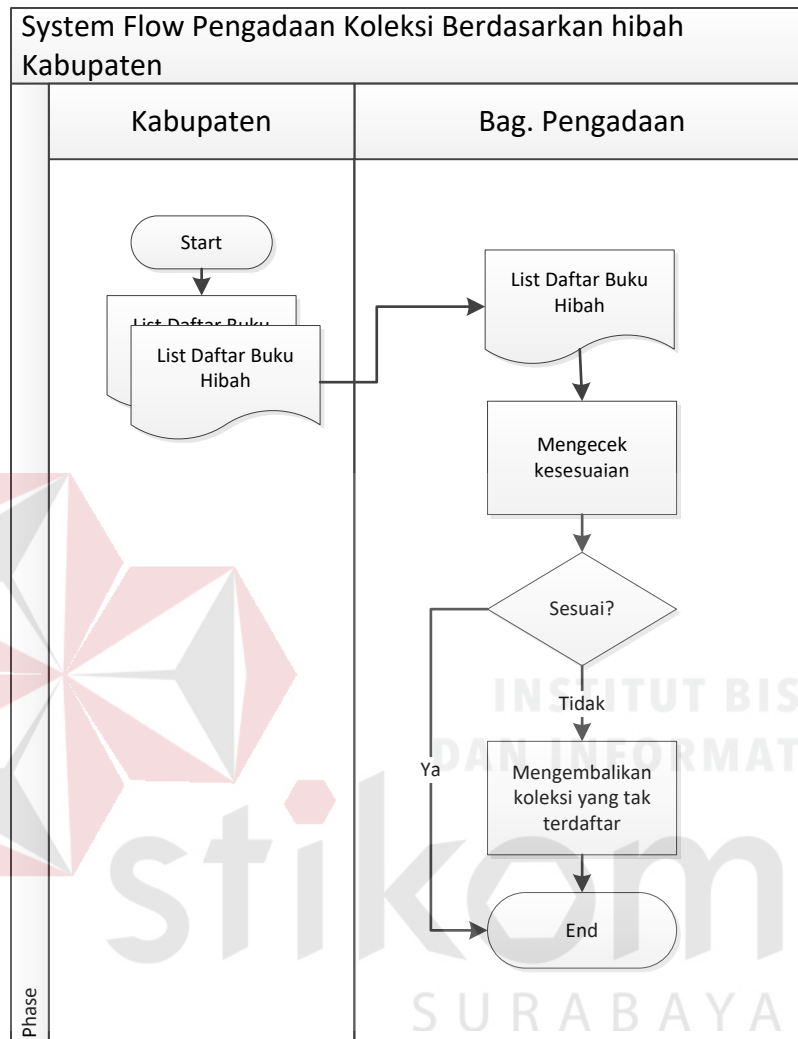 System Flow Pengadaan Koleksi Berdasarkan hibah
Kabupaten
Kabupaten
Bag. Pengadaan
Start
List Daftar Buku
List Daftar Buku
Hibah
List Daftar Buku
Hibah
Mengecek
kesesuaian
Sesuai?
Tidak
Ya
Mengembalikan
koleksi yang tak
terdaftar
End
Phase
INSTITUT BIS
DAN INFORMAT
stikom
SURABAYA